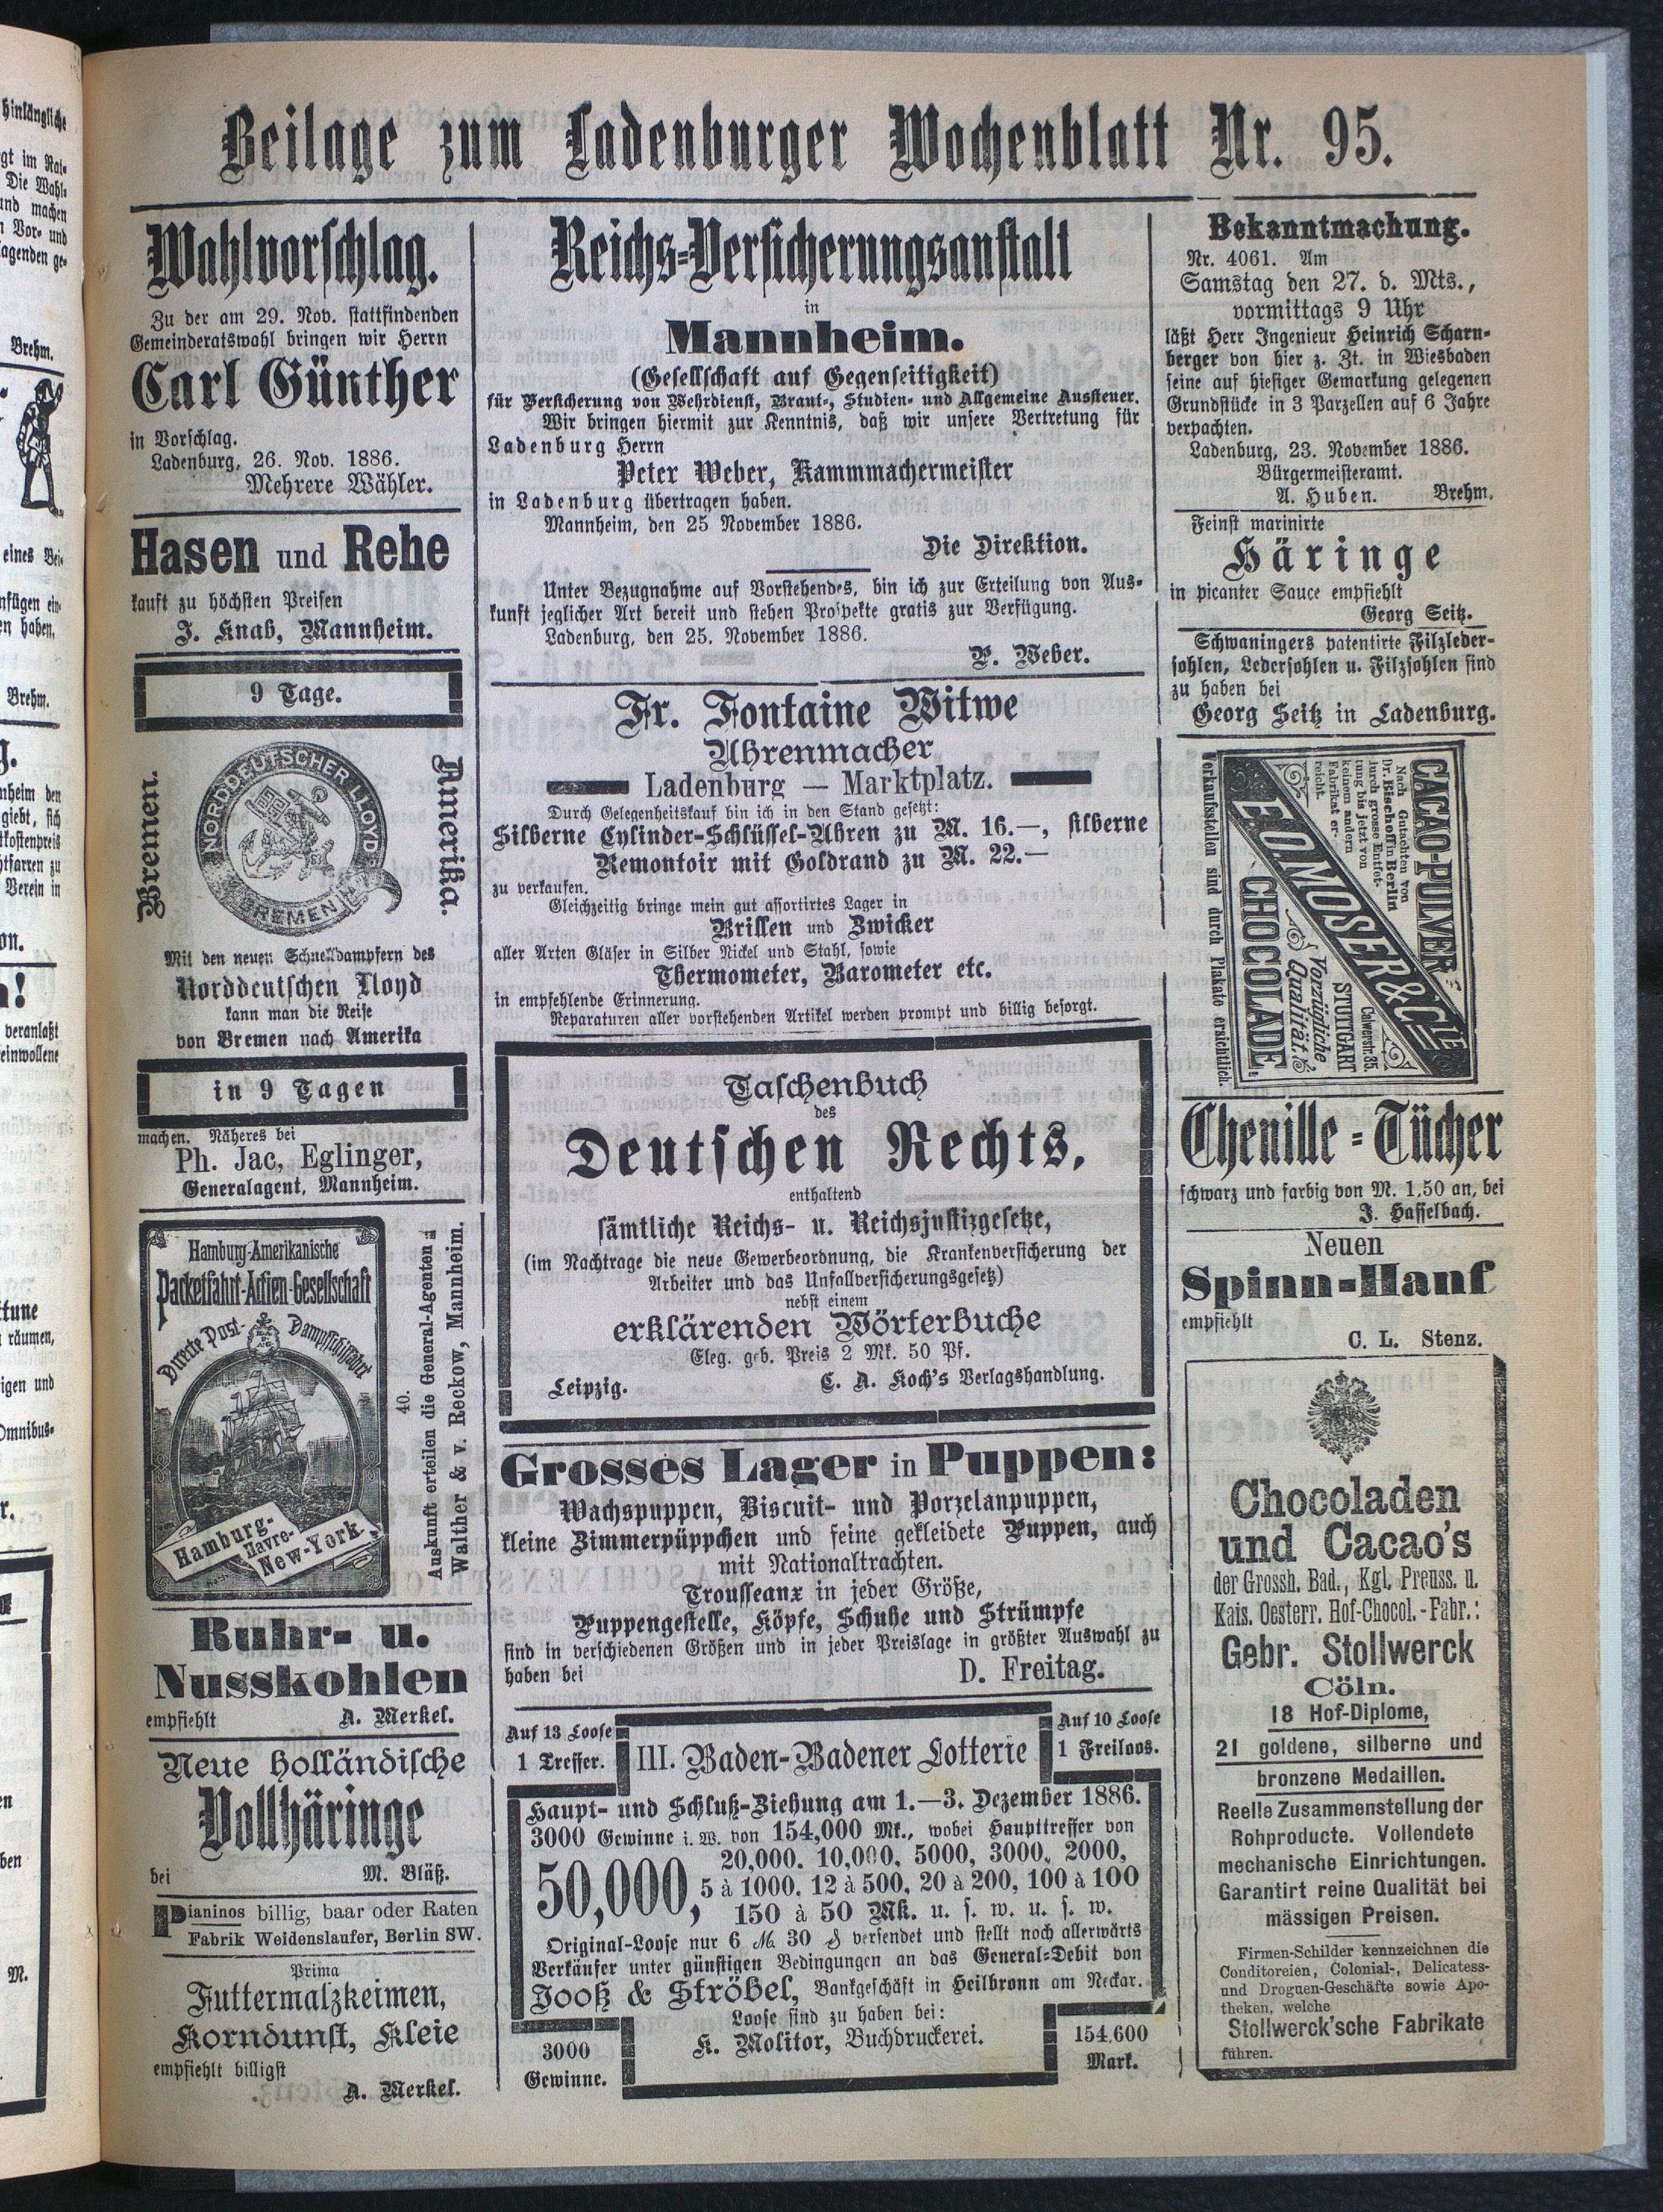 Beilage zum Ladenburger Wochenblatt Nr. 95.
Wahlvorschlag.
Zu der am 29. Nov. stattfindenden
Gemeinderatswahl bringen wir Herrn
Carl Günther
in Vorschlag.
Ladenburg, 26. Nov. 1886.
Mehrere Wähler.
Hasen und Rehe
kauft zu höchsten Preisen
J. Knab, Mannheim.
9 Tage.
Bremen.
NORDDEUTSCHER LLOYD
BREMEN
Amerika.
Mit den neuen Schnelldampfern des
Norddeutschen Lloyd
kann man die Reise
von Bremen nach Amerika
in 9 Tagen
machen. Näheres bei
Ph. Jac, Eglinger,
Generalagent, Mannheim.
Hamburg-Amerikanische
Packetfahrt-Actien-Gesellschaft
Directe Post-Dampfschiffahrt
Hamburg-
Havre-
New-York.
40.
Auskunft erteilen die General-Agenten
Walther & v. Reckow, Mannheim.
Ruhr- u.
Nusskohlen
empfiehlt A. Merkel.
Neue holländische
Vollhäringe
bei M. Bläß.
Pianinos billig, baar oder Raten
Fabrik Weidenslaufer, Berlin SW.
Prima
Futtermalzkeimen,
Korndunst, Kleie
empfiehlt billigst
A. Merkel.
Reichs-Versicherungsanstalt
in
Mannheim.
(Gesellschaft auf Gegenseitigkeit)
für Versicherung von Wehrdienst, Braut-, Studien- und Allgemeine Aussteuer.
Wir bringen hiermit zur Kenntnis, daß wir unsere Vertretung für
Ladenburg Herrn
Peter Weber, Kammmachermeister
in Ladenburg übertragen haben.
Mannheim, den 25 November 1886.
Die Direktion.
Unter Bezugnahme auf Vorstehendes, bin ich zur Erteilung von Aus-
kunft jeglicher Art bereit und stehen Prospekte gratis zur Verfügung.
Ladenburg, den 25. November 1886.
P. Weber.
Fr. Fontaine Witwe
Uhrenmacher
Ladenburg — Marktplatz.
Durch Gelegenheitskauf bin ich in den Stand gesetzt:
Silberne Cylinder-Schlüssel-Uhren zu M. 16.—, silberne
Remontoir mit Goldrand zu M. 22.—
zu verkaufen.
Gleichzeitig bringe mein gut assortirtes Lager in
Brillen und Zwicker
aller Arten Gläser in Silber Nickel und Stahl, sowie
Thermometer, Barometer etc.
in empfehlende Erinnerung.
Reparaturen aller vorstehenden Artikel werden prompt und billig besorgt.
Taschenbuch
des
Deutschen Rechts,
enthaltend
sämtliche Reichs- u. Reichsjustizgesetze,
(im Nachtrage die neue Gewerbeordnung, die Krankenversicherung der
Arbeiter und das Unfallversicherungsgesetz)
nebst einem
erklärenden Wörterbuche
Eleg. geb. Preis 2 Mk. 50 Pf.
Leipzig. C. A. Koch's Verlagshandlung.
Grosses Lager in Puppen:
Wachspuppen, Biscuit- und Porzelanpuppen,
kleine Zimmerpüppchen und feine gekleidete Puppen, auch
mit Nationaltrachten.
Trousseanx in jeder Größe,
Puppengestelle, Köpfe, Schuhe und Strümpfe
sind in verschiedenen Größen und in jeder Preislage in größter Auswahl zu
haben bei D. Freitag.
Auf 13 Loose
1 Treffer.
III. Baden-Badener Lotterie
Auf 10 Loose
1 Freiloos.
Haupt- und Schluß-Ziehung am 1.—3. Dezember 1886.
3000 Gewinne i. W. von 154,000 Mk., wobei Haupttreffer von
50,000, 20,000. 10,000, 5000, 3000, 2000,
5 à 1000, 12 à 500, 20 à 200, 100 à 100
150 à 50 Mk. u. s. w. u. s. w.
Original-Loose nur 6 M. 30 ₰ versendet und stellt noch allerwärts
Verkäufer unter günstigen Bedingungen an das General-Debit von
Jooß & Ströbel, Bankgeschäft in Heilbronn am Neckar.
Loose sind zu haben bei:
K. Molitor, Buchdruckerei.
3000
Gewinne.
154,600
Mark.
Bekanntmachung.
Nr. 4061. Am
Samstag den 27. d. Mts.,
vormittags 9 Uhr
läßt Herr Ingenieur Heinrich Scharn-
berger von hier z. Zt. in Wiesbaden
seine auf hiesiger Gemarkung gelegenen
Grundstücke in 3 Parzellen auf 6 Jahre
verpachten.
Ladenburg, 23. November 1886.
Bürgermeisteramt.
A. Huben. Brehm.
Feinst marinirte
Häringe
in picanter Sauce empfiehlt
Georg Seitz.
Schwaningers patentirte Filzleder-
sohlen, Ledersohlen u. Filzsohlen sind
zu haben bei
Georg Seitz in Ladenburg.
CACAO-PULVER
Nach Gutachten von
Dr. Bischoff in Berlin
durch grosse Entfet-
tung bis jetzt von
keinem andern
Fabrikat er-
reicht.
E. O. MOSER & Cie
Calwerstr. 35.
STUTTGART
Vorzügliche
Qualität.
CHOCOLADE.
Verkaufsstellen sind durch Plakate ersichtlich.
Chenille-Tücher
schwarz und farbig von M. 1.50 an, bei
J. Hasselbach.
Neuen
Spinn-Hanf
empfiehlt
C. L. Stenz.
Chocoladen
und Cacao's
der Grossh. Bad., Kgl. Preuss. u.
Kais. Oesterr. Hof-Chocol.-Fabr.:
Gebr. Stollwerck
Cöln.
18 Hof-Diplome,
21 goldene, silberne und
bronzene Medaillen.
Reelle Zusammenstellung der
Rohproducte. Vollendete
mechanische Einrichtungen.
Garantirt reine Qualität bei
mässigen Preisen.
Firmen-Schilder kennzeichnen die
Conditoreien, Colonial-, Delicatess-
und Droguen-Geschäfte sowie Apo-
theken, welche
Stollwerck'sche Fabrikate
führen.